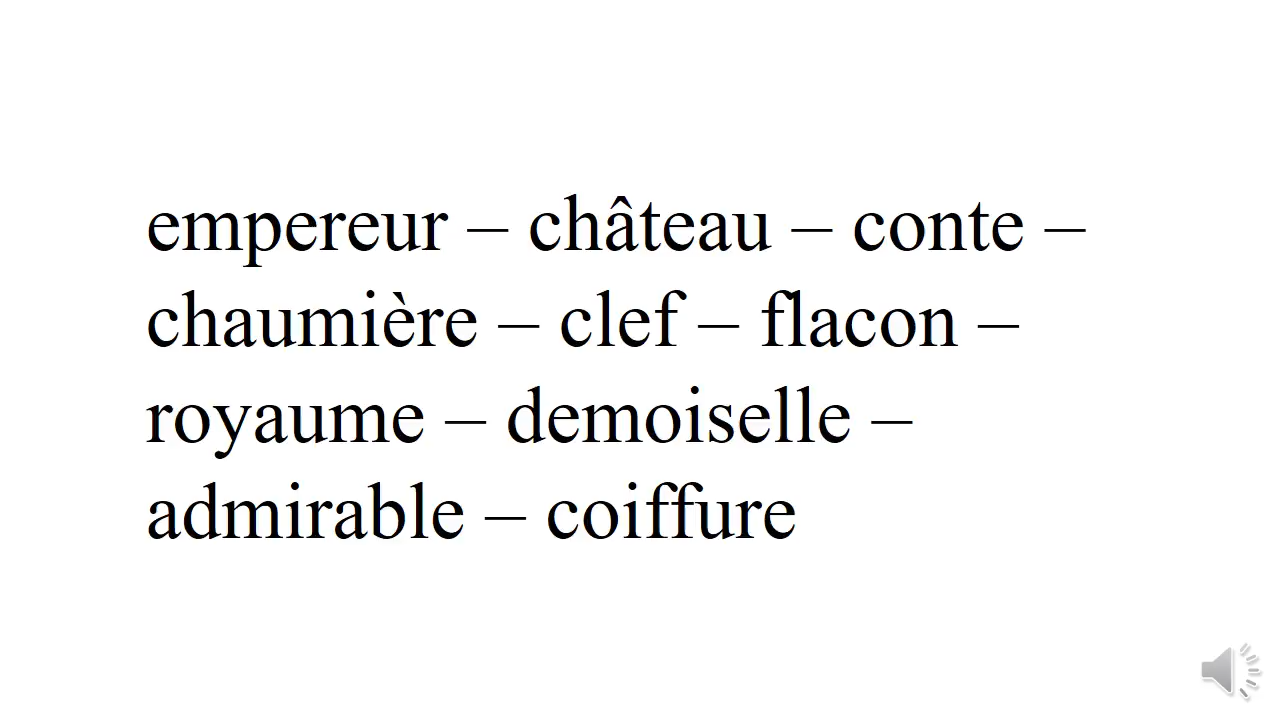 empereur – château – conte –
chaumière – clef – flacon –
royaume – demoiselle –
admirable – coiffure